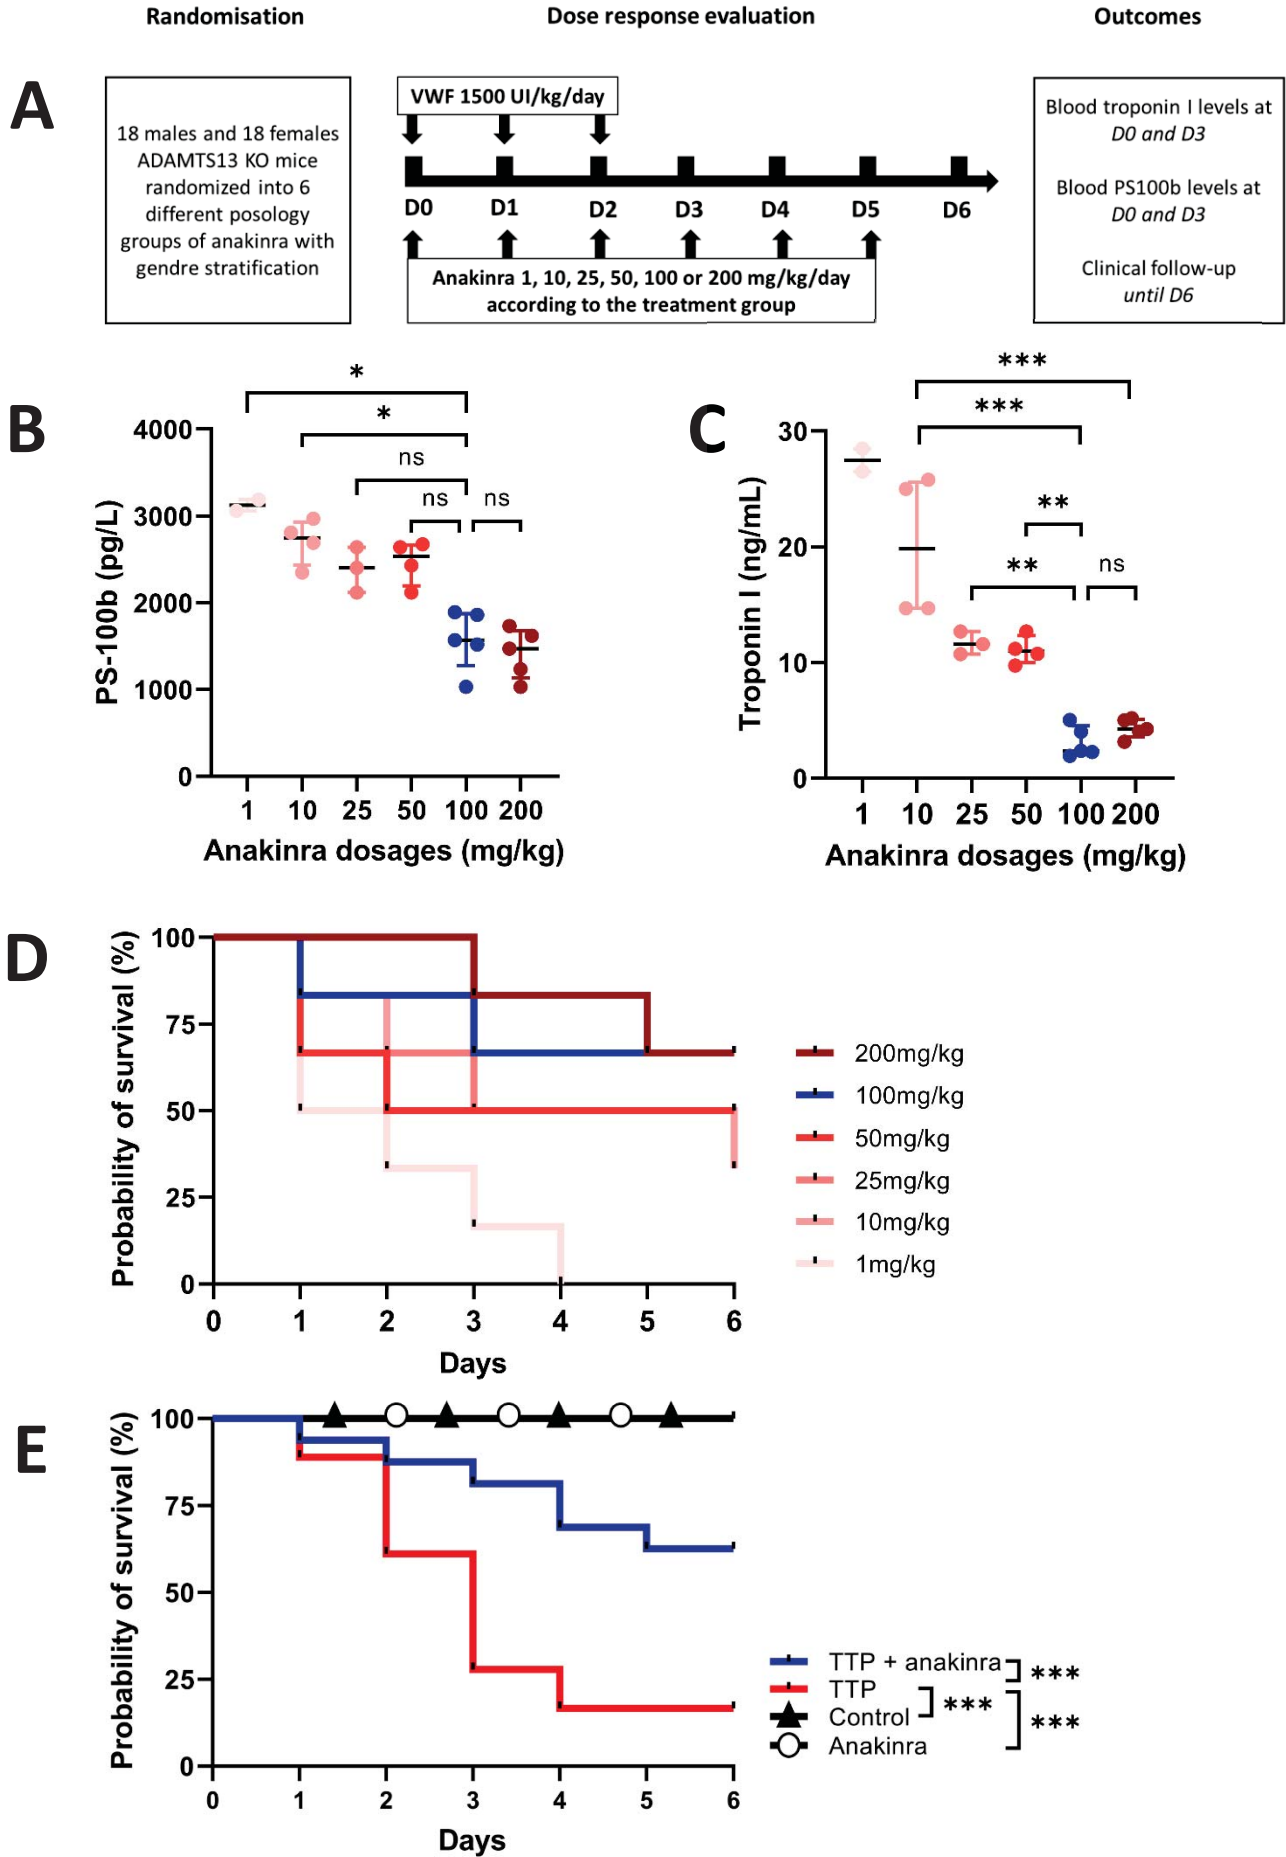 Randomisation
Dose response evaluation
Outcomes
A
18 males and 18 females
ADAMTS13 KO mice
randomized into 6
different posology
groups of anakinra with
gendre stratification
VWF 1500 UI/kg/day
D0 D1 D2 D3 D4 D5 D6
Anakinra 1, 10, 25, 50, 100 or 200 mg/kg/day
according to the treatment group
Blood troponin I levels at
D0 and D3
Blood PS100b levels at
D0 and D3
Clinical follow-up
until D6
B
*
*
ns
ns ns
PS-100b (pg/L)
4000
3000
2000
1000
0
1 10 25 50 100 200
Anakinra dosages (mg/kg)
C
***
***
**
** ns
Troponin I (ng/mL)
30
20
10
0
1 10 25 50 100 200
Anakinra dosages (mg/kg)
D
Probability of survival (%)
100
75
50
25
0
0 1 2 3 4 5 6
Days
200mg/kg
100mg/kg
50mg/kg
25mg/kg
10mg/kg
1mg/kg
E
Probability of survival (%)
100
75
50
25
0
0 1 2 3 4 5 6
Days
TTP + anakinra ***
TTP
Control *** ***
Anakinra